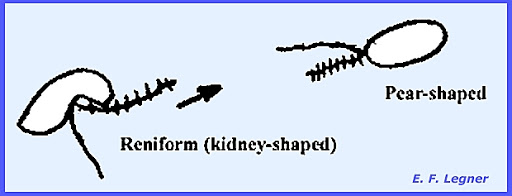 Pear-shaped
Reniform (kidney-shaped)
E. F. Legner